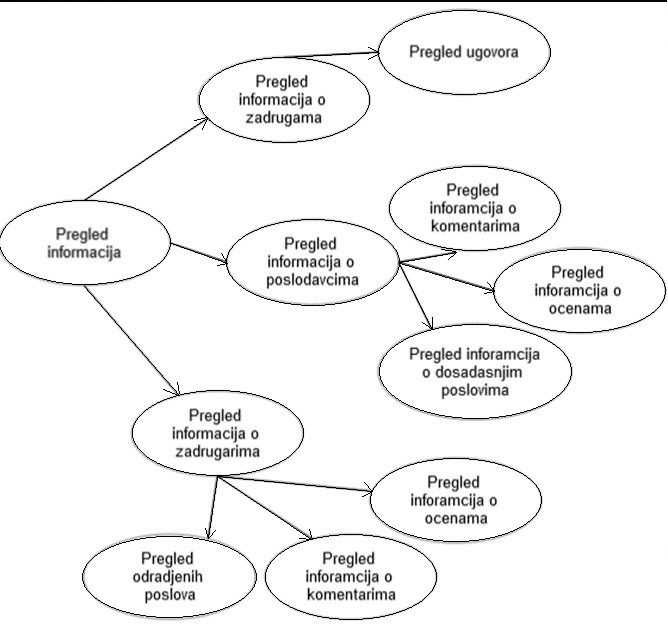 Pregled ugovora
Pregled
informacija o
zadrugama
Pregled
informacija
Pregled
informacija o
poslodavcima
Pregled
inforamcija o
komentarima
Pregled
inforamcija o
ocenama
Pregled inforamcija
o dosadasnjim
poslovima
Pregled
informacija o
zadrugarima
Pregled
inforamcija o
ocenama
Pregled
odradjenih
poslova
Pregled
inforamcija o
komentarima